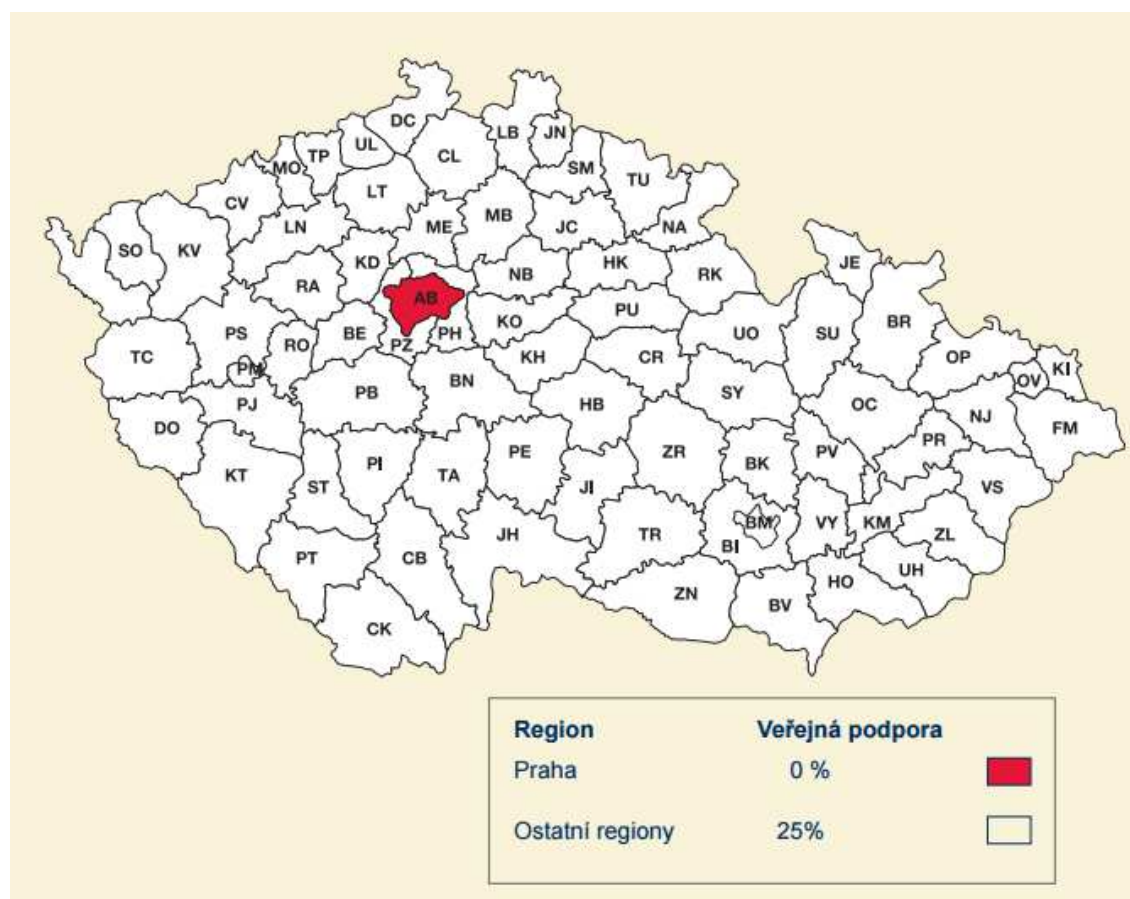 DC
LB
JN
UL
CL
TP
MO
SM
TU
LT
CV
MB
LN
ME
JC
NA
SO
KV
KD
NB
HK
RK
JE
RA
AB
KO
PU
BR
PS
RO
BE
PZ
PH
UO
SU
TC
KH
CR
OP
PM
KI
OV
PB
BN
SY
PJ
HB
OC
NJ
DO
FM
PR
KT
PI
TA
PE
ZR
BK
PV
ST
JI
VS
BM
VY
KM
JH
TR
BI
ZL
PT
CB
UH
ZN
HO
BV
CK
Region Veřejná podpora
Praha 0 %
Ostatní regiony 25%